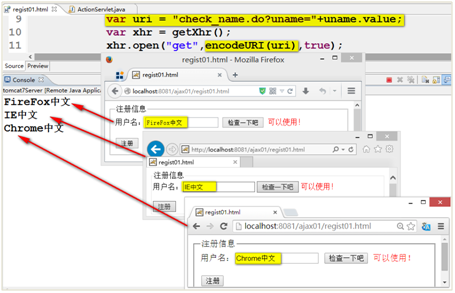 regist01.html
ActionServlet.java
9 var uri = "check_name.do?uname="+uname.value;
10 var xhr = getXhr();
11 xhr.open("get",encodeURI(uri),true);
Source Preview
Console
tomcat7Server [Remote Java Applica
FireFox中文
IE中文
Chrome中文
regist01.html - Mozilla Firefox
regist01.html
localhost:8081/ajax01/regist01.html
注册信息
用户名： FireFox中文 检查一下吧 可以使用!
注册
http://localhost:8081/ajax01/regist01.html
regist01.html
注册信息
用户名： IE中文 检查一下吧 可以使用!
注册
regist01.html
localhost:8081/ajax01/regist01.html
注册信息
用户名： Chrome中文 检查一下吧 可以使用!
注册